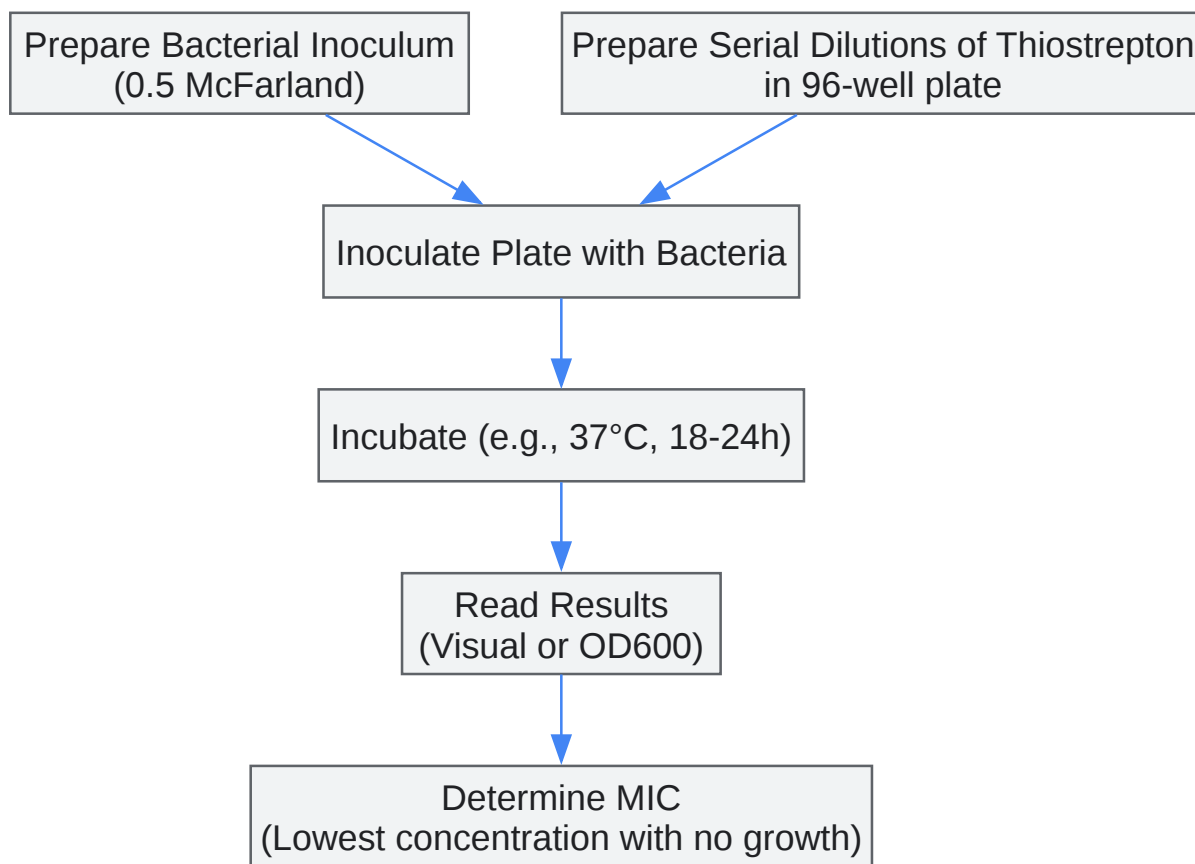 Prepare Bacterial Inoculum
(0.5 McFarland)
Prepare Serial Dilutions of Thiostrepton
in 96-well plate
Inoculate Plate with Bacteria
Incubate (e.g., 37°C, 18-24h)
Read Results
(Visual or OD600)
Determine MIC
(Lowest concentration with no growth)